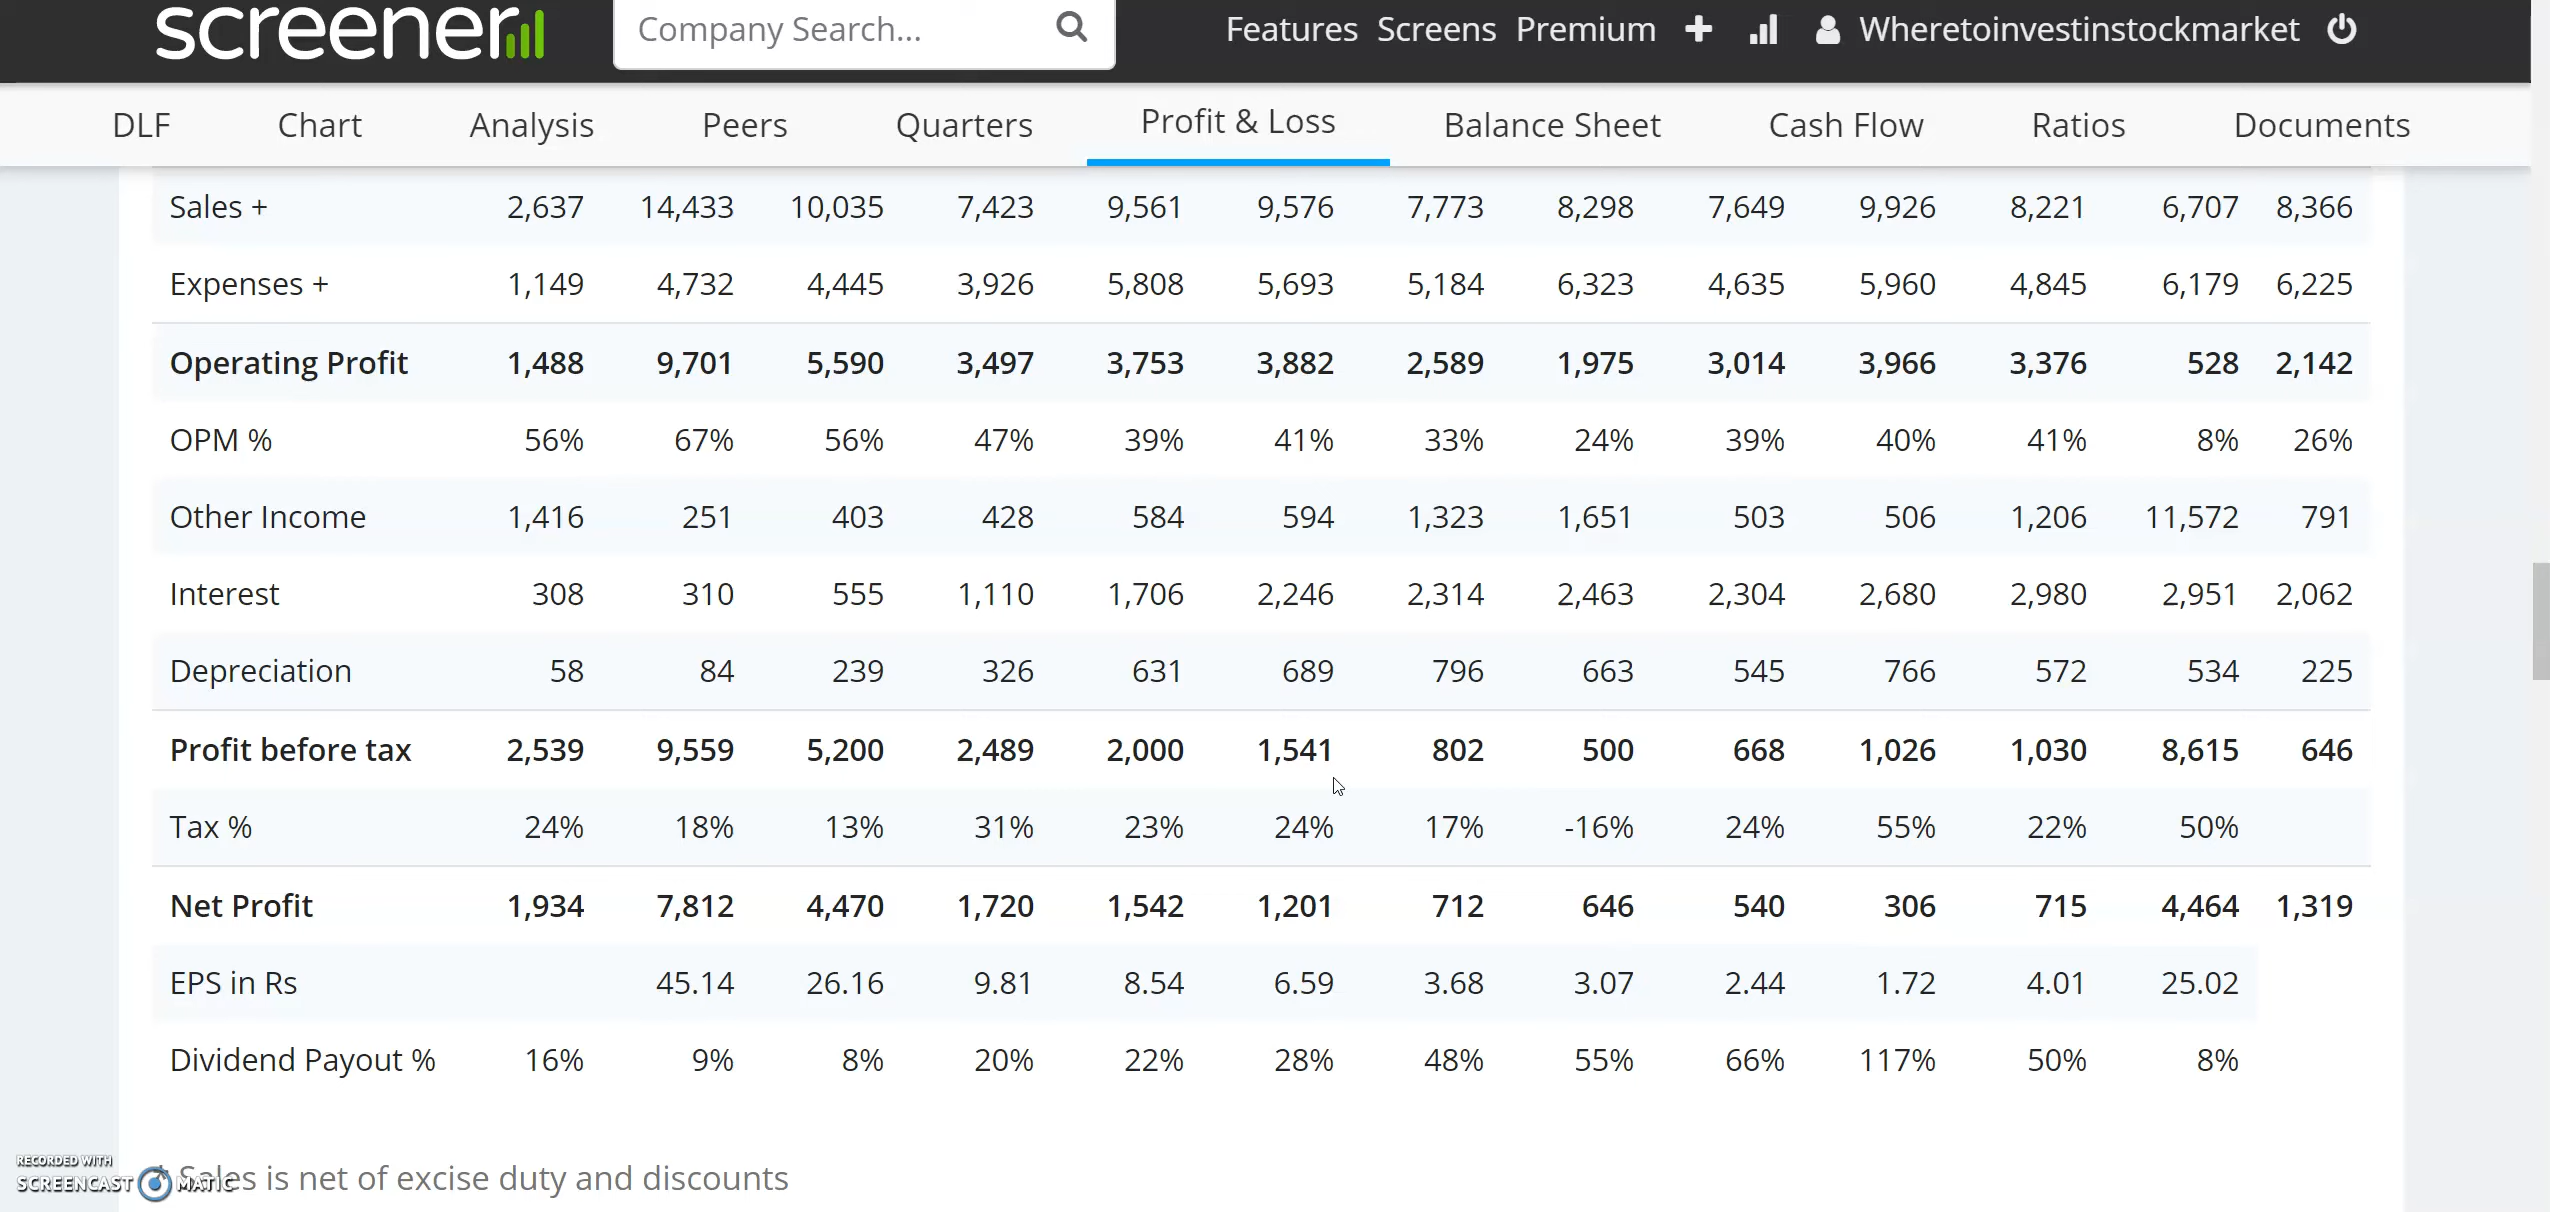 screener
Company Search...
Features Screens Premium Wheretoinvestinstockmarket
DLF Chart Analysis Peers Quarters Profit & Loss Balance Sheet Cash Flow Ratios Documents
Sales + 2,637 14,433 10,035 7,423 9,561 9,576 7,773 8,298 7,649 9,926 8,221 6,707 8,366
Expenses + 1,149 4,732 4,445 3,926 5,808 5,693 5,184 6,323 4,635 5,960 4,845 6,179 6,225
Operating Profit 1,488 9,701 5,590 3,497 3,753 3,882 2,589 1,975 3,014 3,966 3,376 528 2,142
OPM % 56% 67% 56% 47% 39% 41% 33% 24% 39% 40% 41% 8% 26%
Other Income 1,416 251 403 428 584 594 1,323 1,651 503 506 1,206 11,572 791
Interest 308 310 555 1,110 1,706 2,246 2,314 2,463 2,304 2,680 2,980 2,951 2,062
Depreciation 58 84 239 326 631 689 796 663 545 766 572 534 225
Profit before tax 2,539 9,559 5,200 2,489 2,000 1,541 802 500 668 1,026 1,030 8,615 646
Tax % 24% 18% 13% 31% 23% 24% 17% -16% 24% 55% 22% 50%
Net Profit 1,934 7,812 4,470 1,720 1,542 1,201 712 646 540 306 715 4,464 1,319
EPS in Rs 45.14 26.16 9.81 8.54 6.59 3.68 3.07 2.44 1.72 4.01 25.02
Dividend Payout % 16% 9% 8% 20% 22% 28% 48% 55% 66% 117% 50% 8%
Sales is net of excise duty and discounts
RECORDED WITH
SCREENCAST MATIC